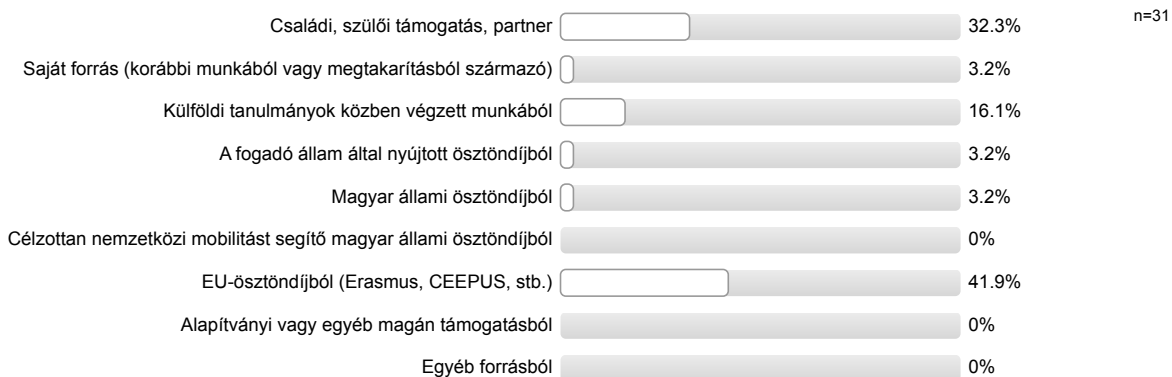 Családi, szülői támogatás, partner 32.3% n=31
Saját forrás (korábbi munkából vagy megtakarításból származó) 3.2%
Külföldi tanulmányok közben végzett munkából 16.1%
A fogadó állam által nyújtott ösztöndíjból 3.2%
Magyar állami ösztöndíjból 3.2%
Célzottan nemzetközi mobilitást segítő magyar állami ösztöndíjból 0%
EU-ösztöndíjból (Erasmus, CEEPUS, stb.) 41.9%
Alapítványi vagy egyéb magán támogatásból 0%
Egyéb forrásból 0%